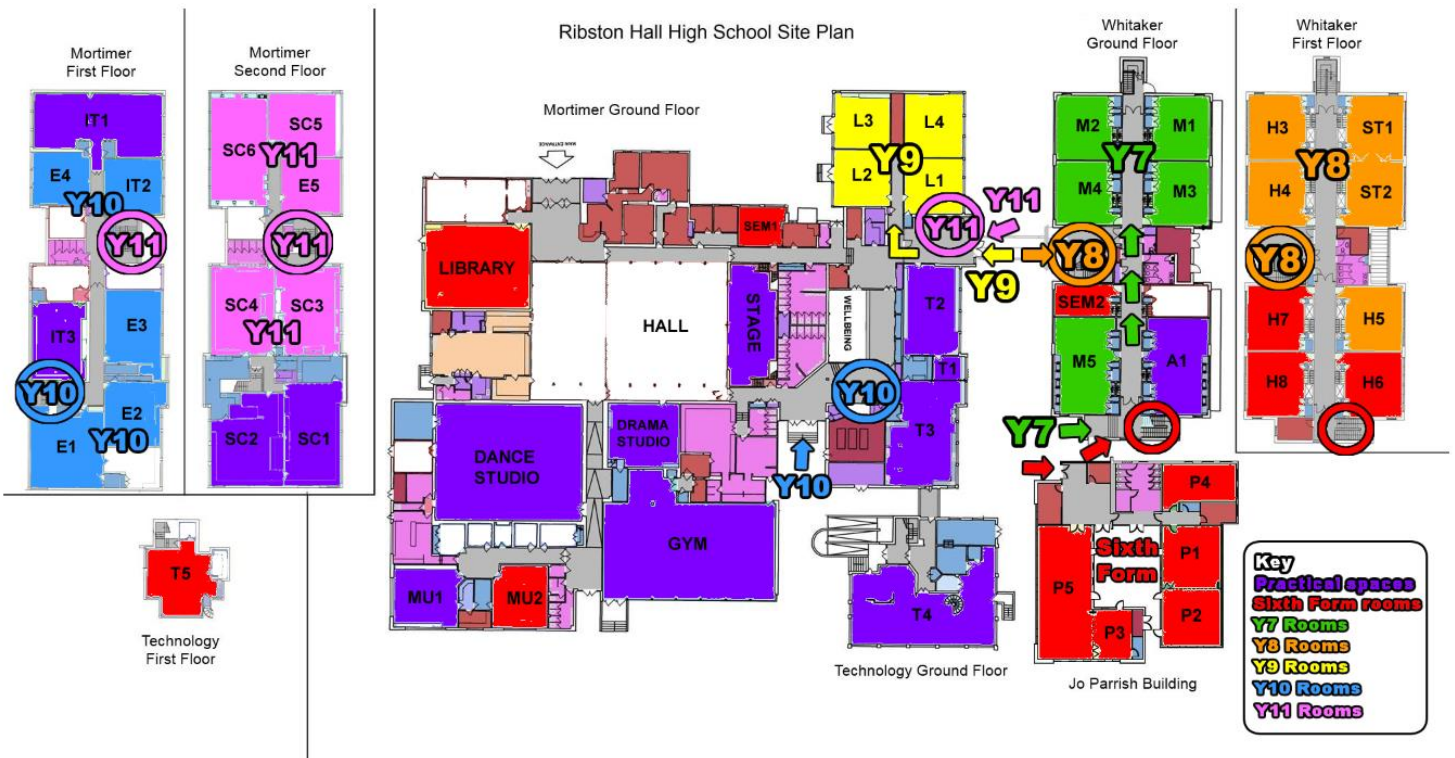 Ribston Hall High School Site Plan
Mortimer
First Floor
IT1
E4
IT2
Y10
Y11
IT3
E3
Y10
E2
E1
Y10
Mortimer
Second Floor
SC5
SC6
Y11
E5
Y11
SC4
SC3
Y11
SC2
SC1
T5
Technology
First Floor
Mortimer Ground Floor
MAIN ENTRANCE
L3
L4
Y9
L2
L1
Y11
Y11
SEM1
LIBRARY
HALL
STAGE
WELLBEING
T2
Y9
T1
Y10
T3
DANCE
STUDIO
DRAMA
STUDIO
Y10
GYM
MU1
MU2
T4
Technology Ground Floor
Whitaker
Ground Floor
M2
M1
Y7
M4
M3
Y8
SEM2
M5
A1
Y7
P4
Sixth
Form
P1
P5
P2
P3
Jo Parrish Building
Whitaker
First Floor
H3
ST1
Y8
H4
ST2
Y8
H7
H5
H8
H6
Key
Practical spaces
Sixth Form rooms
Y7 Rooms
Y8 Rooms
Y9 Rooms
Y10 Rooms
Y11 Rooms